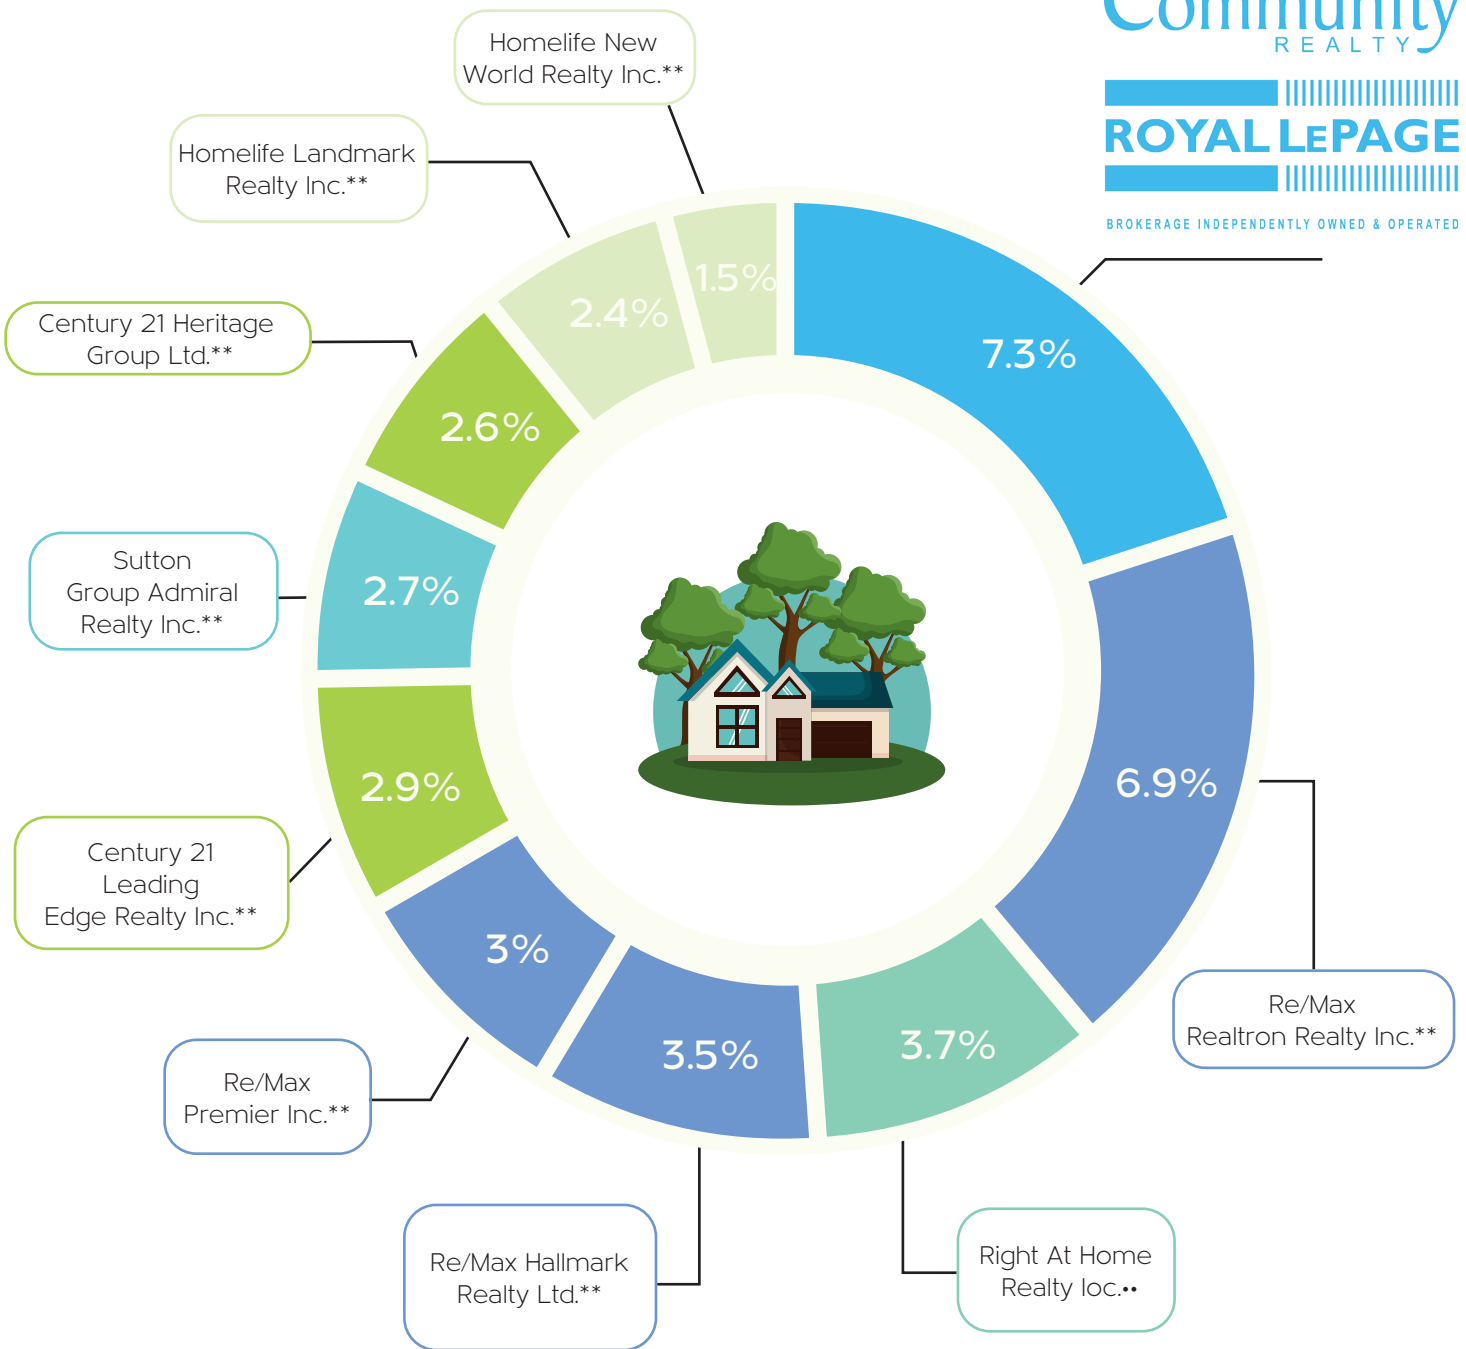 Community
REALTY
ROYAL LEPAGE
BROKERAGE INDEPENDENTLY OWNED & OPERATED
Homelife New
World Realty Inc.**
Homelife Landmark
Realty Inc.**
Century 21 Heritage
Group Ltd.**
Sutton
Group Admiral
Realty Inc.**
Century 21
Leading
Edge Realty Inc.**
Re/Max
Premier Inc.**
Re/Max Hallmark
Realty Ltd.**
Right At Home
Realty Ioc.••
Re/Max
Realtron Realty Inc.**
1.5%
2.4%
7.3%
2.6%
2.7%
6.9%
2.9%
3%
3.5%
3.7%